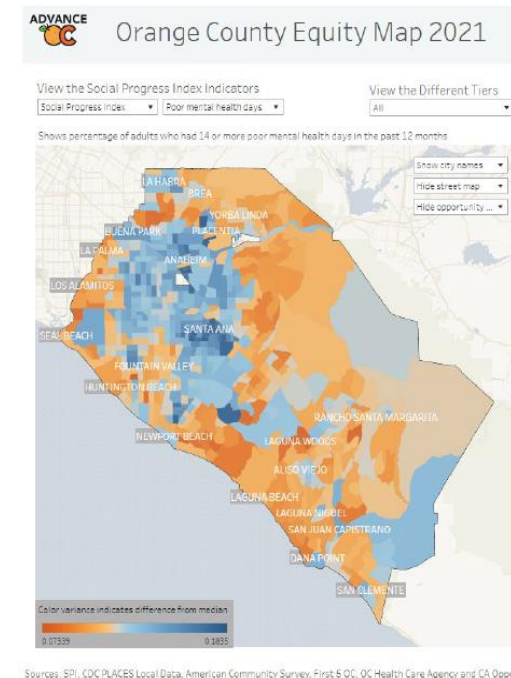 ADVANCE
OC
Orange County Equity Map 2021
View the Social Progress Index Indicators
View the Different Tiers
Social Progress Index
Poor mental health days
All
Shows percentage of adults who had 14 or more poor mental health days in the past 12 months
Show city names
Hide street map
Hide opportunity ...
LA HABRA
BREA
YORBA LINDA
BUENA PARK
PLACENTIA
LA PALMA
ANAHEIM
LOS ALAMITOS
SANTA ANA
SEAL BEACH
FOUNTAIN VALLEY
HUNTINGTON BEACH
RANCHO SANTA MARGARITA
NEWPORT BEACH
LAGUNA WOODS
ALISO VIEJO
LAGUNA BEACH
LAGUNA NIGUEL
SAN JUAN CAPISTRANO
DANA POINT
SAN CLEMENTE
Color variance indicates difference from median
0.07339
0.1835
Sources: SPI, CDC PLACES Local Data, American Community Survey, First 5 OC, OC Health Care Agency and CA Oppo